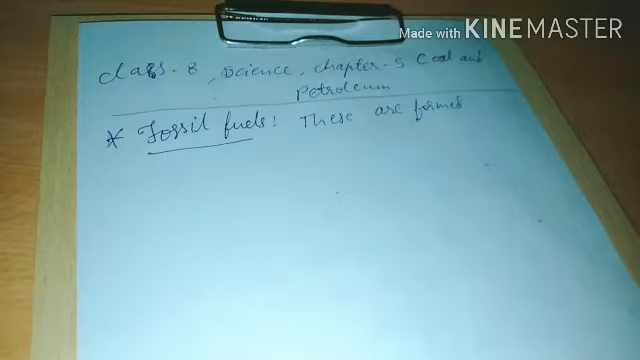 Made with KINEMASTER
Class - 8, Science, chapter - 5 Coal and
Petroleum
* Fossil fuels: These are formed